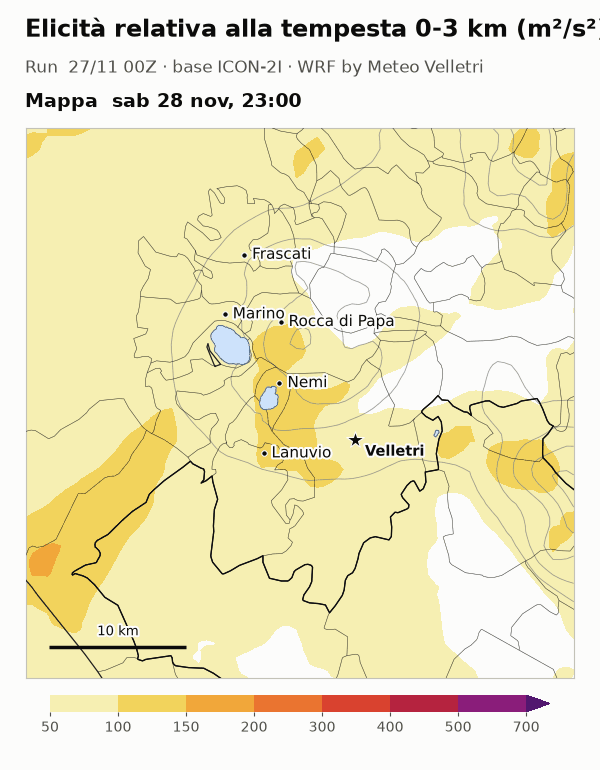 Elicità relativa alla tempesta 0-3 km (m²/s²)
Run 27/11 00Z · base ICON-2I · WRF by Meteo Velletri
Mappa sab 28 nov, 23:00
Frascati
Marino
Rocca di Papa
Nemi
Velletri
Lanuvio
10 km
50 100 150 200 300 400 500 700